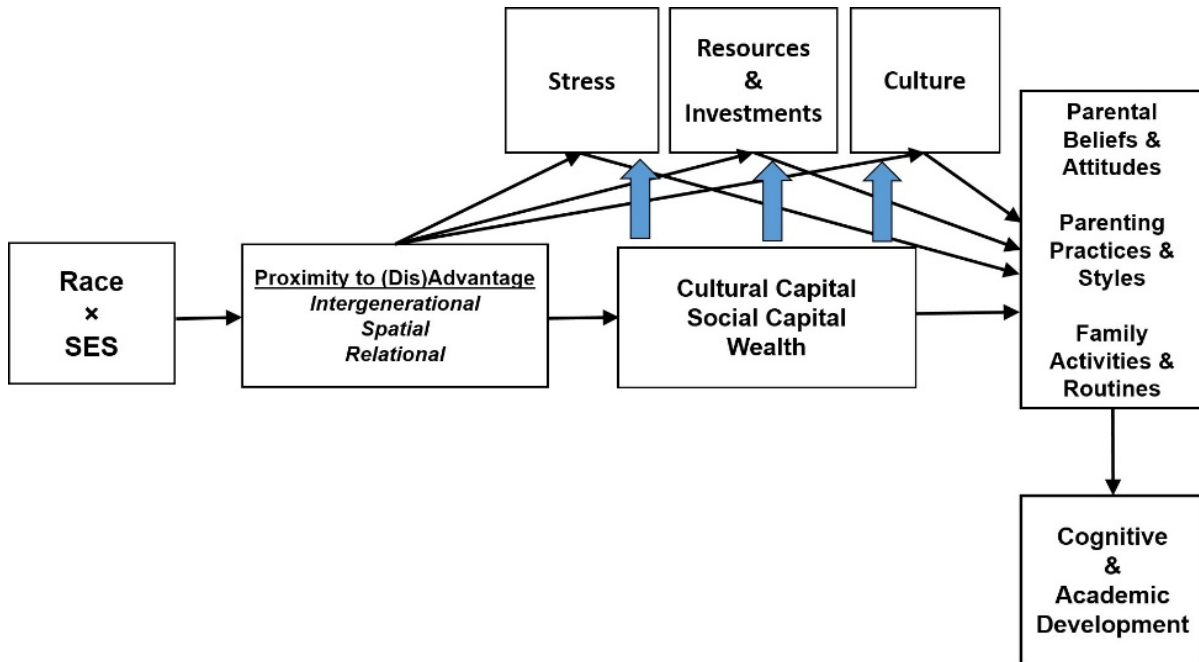 Stress
Resources
&
Investments
Culture
Parental
Beliefs &
Attitudes
Parenting
Practices &
Styles
Family
Activities &
Routines
Race
×
SES
Proximity to (Dis)Advantage
Intergenerational
Spatial
Relational
Cultural Capital
Social Capital
Wealth
Cognitive
&
Academic
Development